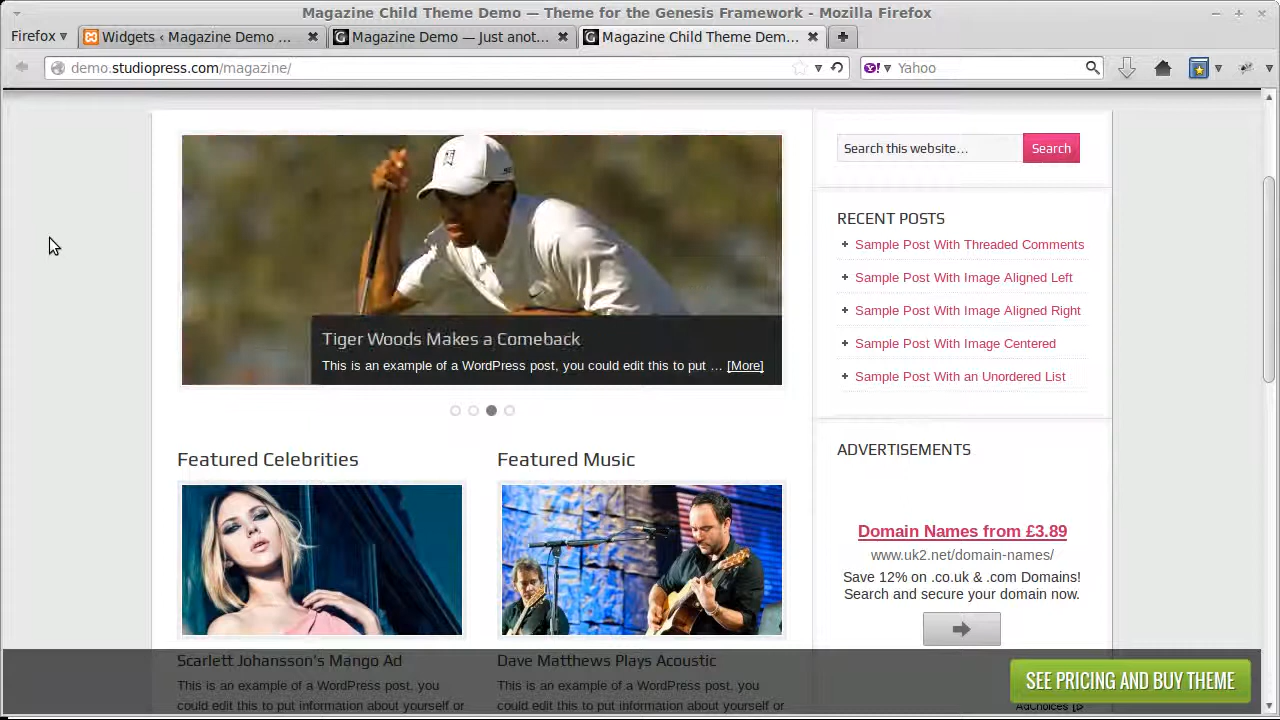 Magazine Child Theme Demo — Theme for the Genesis Framework - Mozilla Firefox
Firefox
Widgets ‹ Magazine Demo ...
Magazine Demo — Just anot...
Magazine Child Theme Dem...
demo.studiopress.com/magazine/
Yahoo
Search this website...
Search
Tiger Woods Makes a Comeback
This is an example of a WordPress post, you could edit this to put ... [More]
RECENT POSTS
Sample Post With Threaded Comments
Sample Post With Image Aligned Left
Sample Post With Image Aligned Right
Sample Post With Image Centered
Sample Post With an Unordered List
Featured Celebrities
Scarlett Johansson's Mango Ad
This is an example of a WordPress post, you
could edit this to put information about yourself or
Featured Music
Dave Matthews Plays Acoustic
This is an example of a WordPress post, you
could edit this to put information about yourself or
ADVERTISEMENTS
Domain Names from £3.89
www.uk2.net/domain-names/
Save 12% on .co.uk & .com Domains!
Search and secure your domain now.
SEE PRICING AND BUY THEME
AdChoices